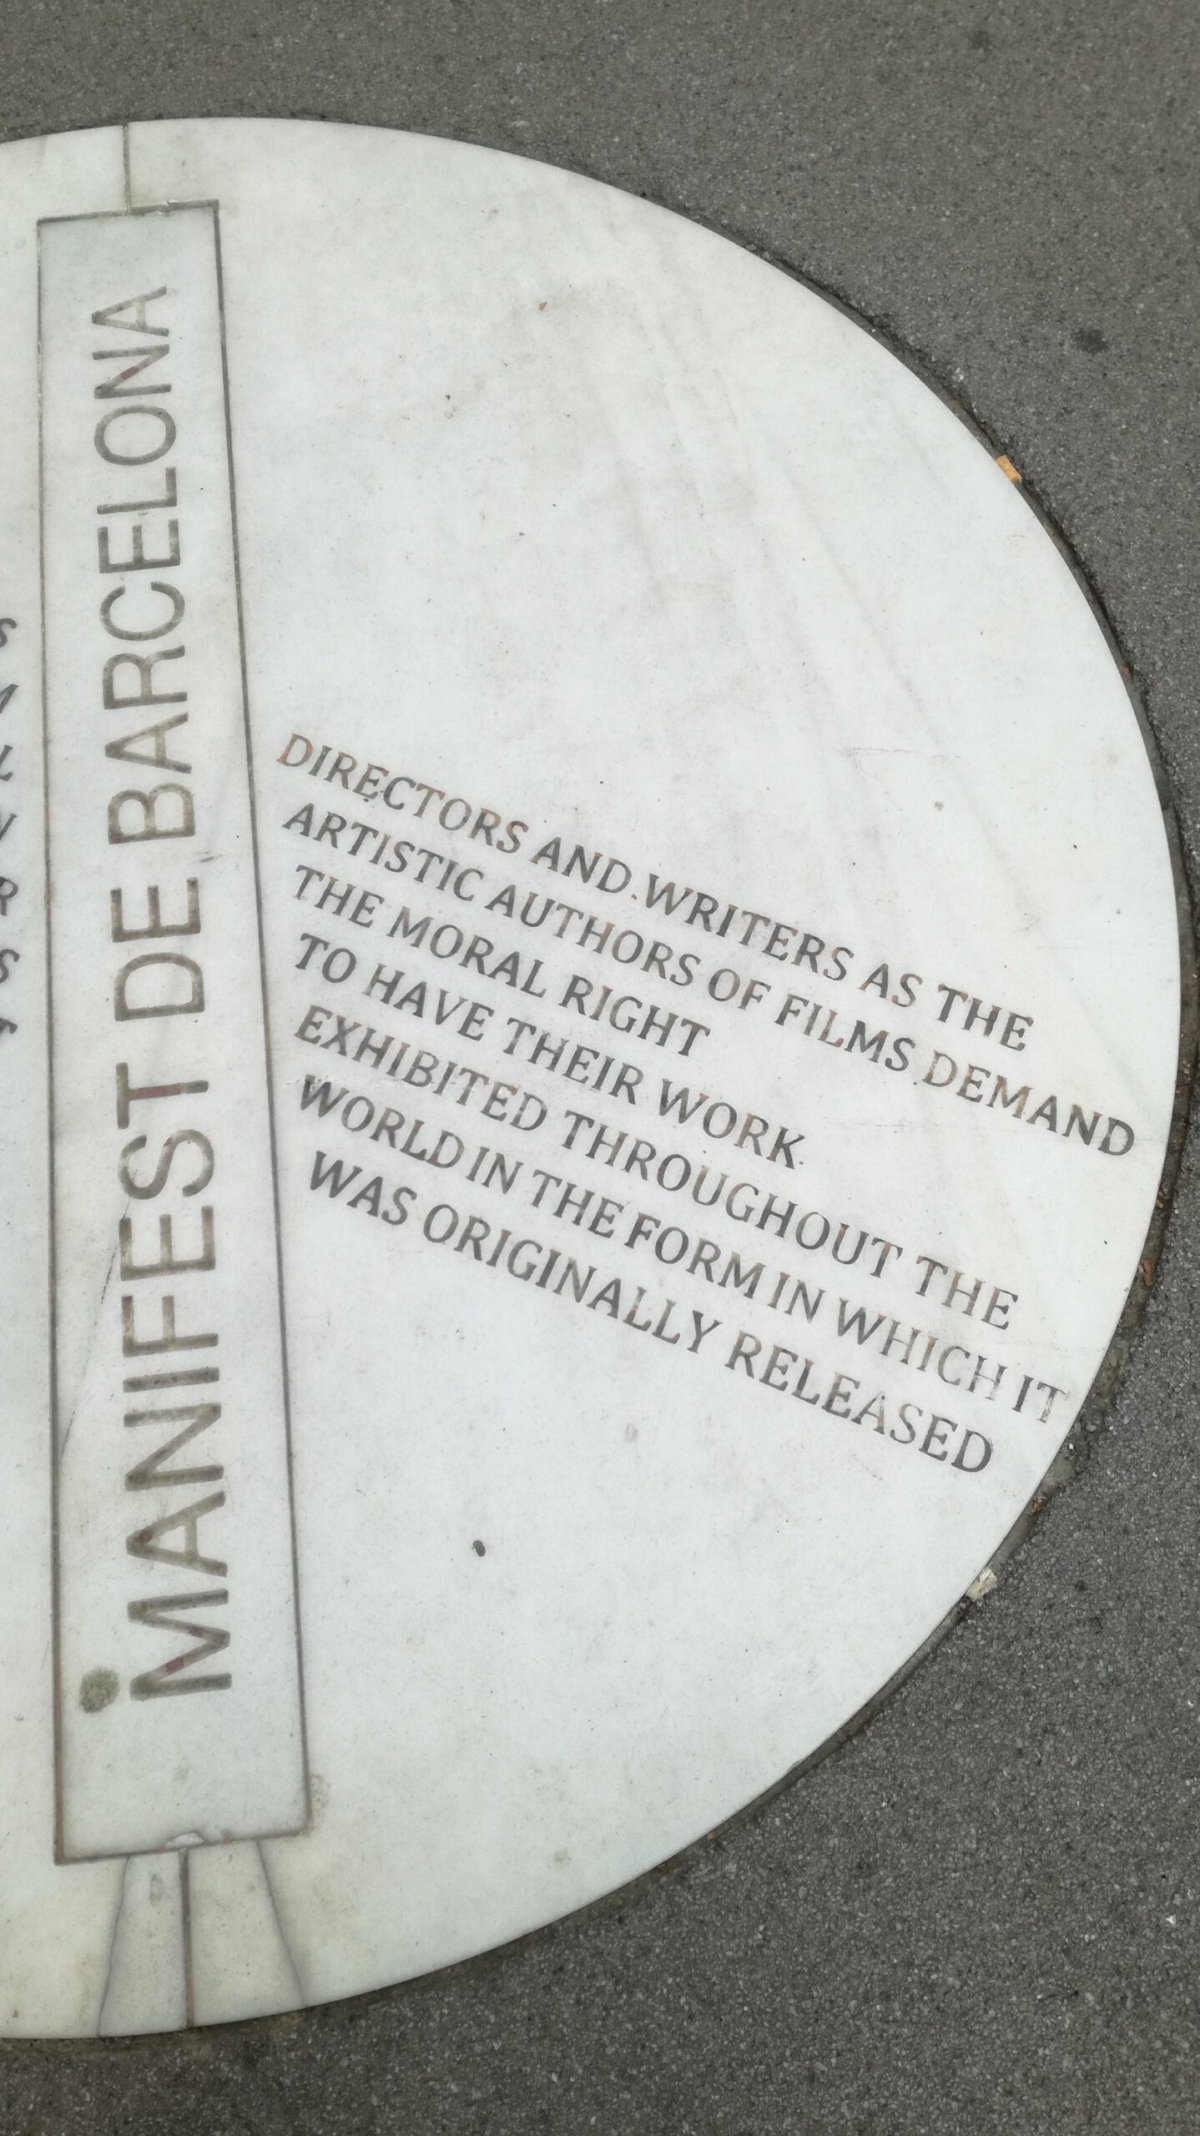 MANIFEST DE BARCELONA
DIRECTORS AND WRITERS AS THE
ARTISTIC AUTHORS OF FILMS DEMAND
THE MORAL RIGHT
TO HAVE THEIR WORK
EXHIBITED THROUGHOUT THE
WORLD IN THE FORM IN WHICH IT
WAS ORIGINALLY RELEASED